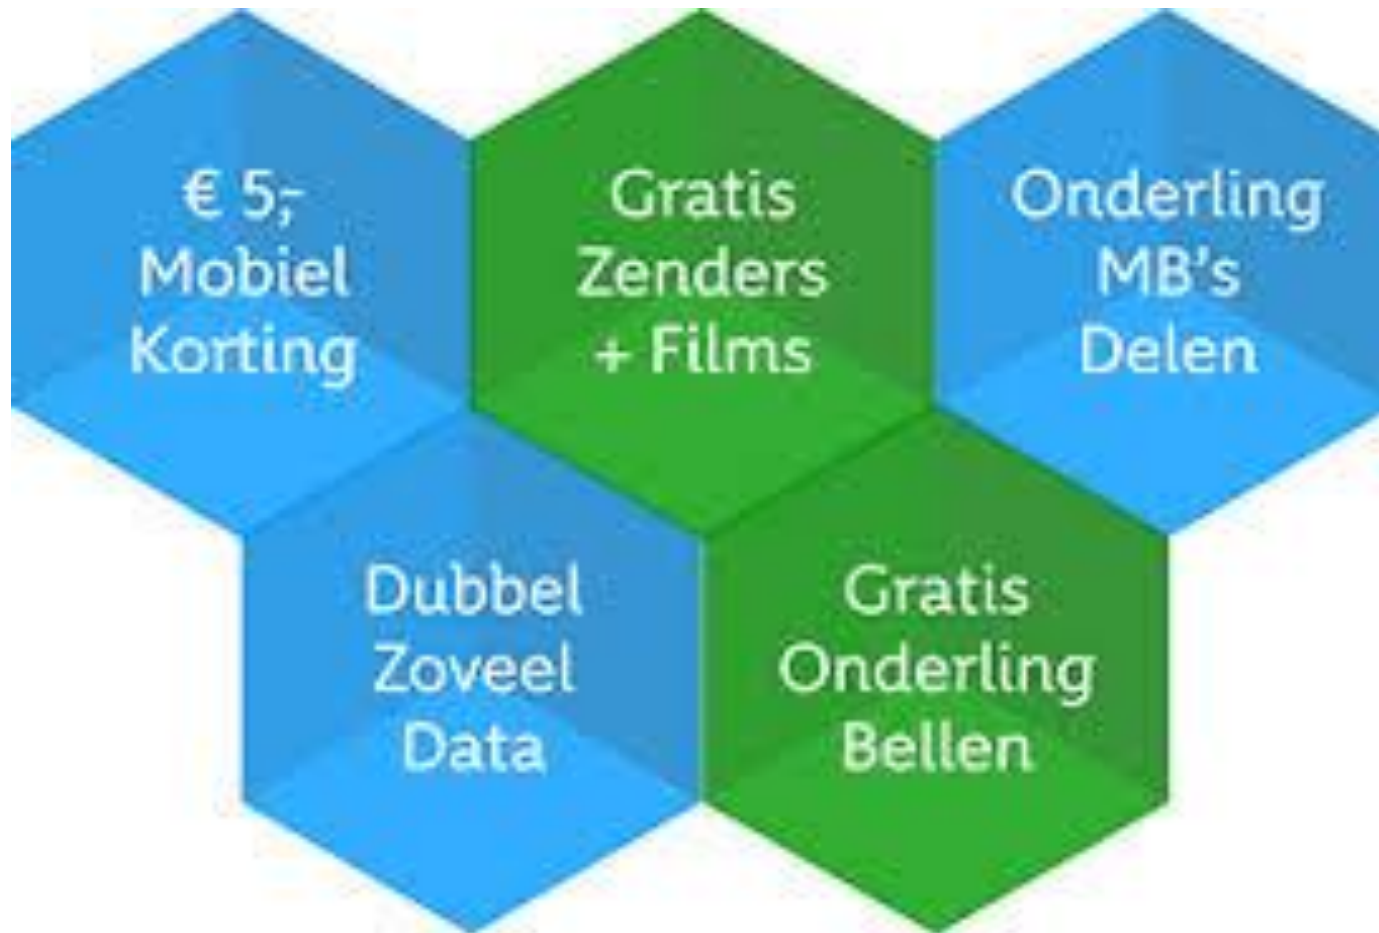 € 5,-
Mobiel
Korting
Gratis
Zenders
+ Films
Onderling
MB's
Delen
Dubbel
Zoveel
Data
Gratis
Onderling
Bellen